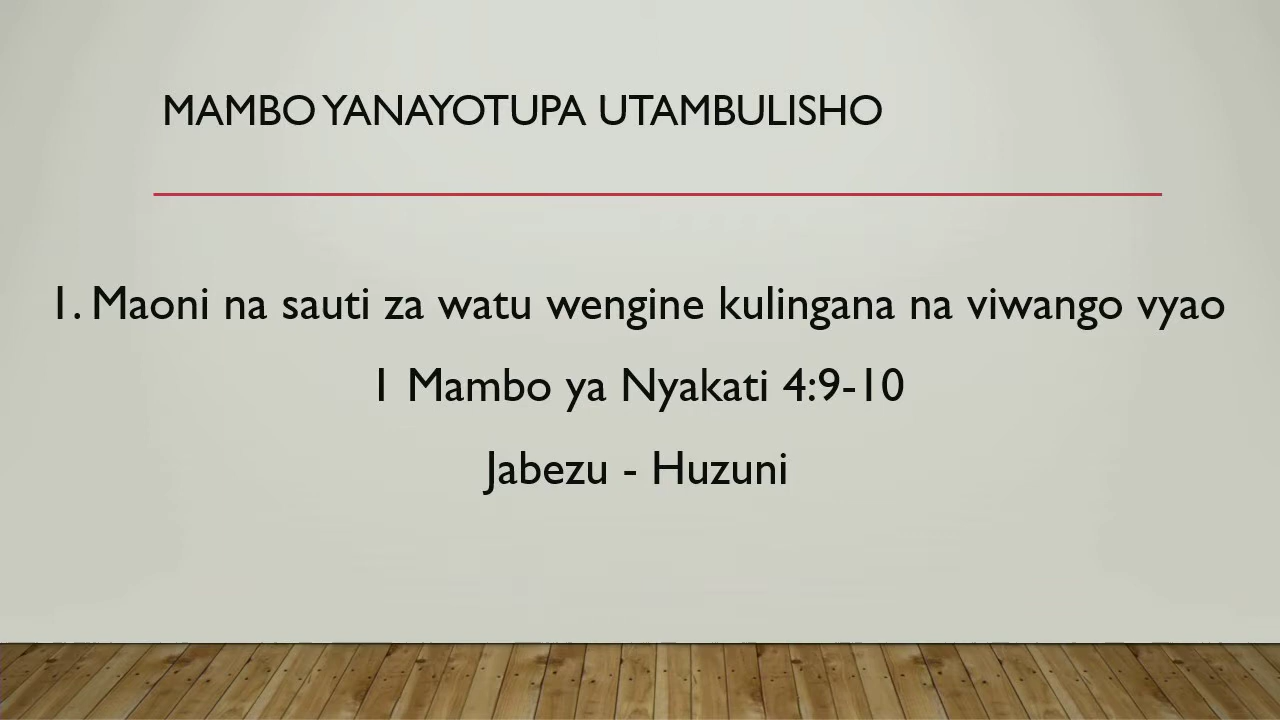 MAMBO YANAYOTUPA UTAMBULISHO
1. Maoni na sauti za watu wengine kulingana na viwango vyao
1 Mambo ya Nyakati 4:9-10
Jabezu - Huzuni